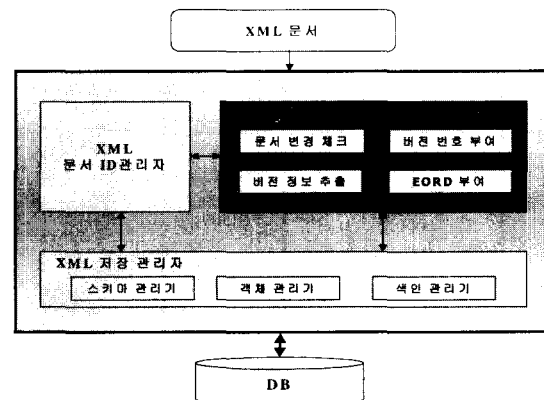 XML 문서
XML
문서 ID관리자
문서 변경 체크
버전 번호 부여
버전 정보 추출
EORD 부여
XML 저장 관리자
스키마 관리기
객체 관리기
색인 관리기
DB